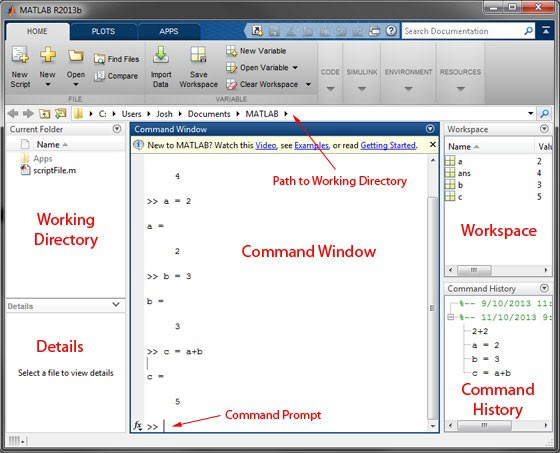 MATLAB R2013b
HOME PLOTS APPS Search Documentation
New Script New Open Find Files Compare Import Data Save Workspace New Variable Open Variable Clear Workspace CODE SIMULINK ENVIRONMENT RESOURCES
FILE VARIABLE
C: Users Josh Documents MATLAB
Current Folder
Name
Apps
scriptFile.m
Working
Directory
Details
Details
Select a file to view details
Command Window
New to MATLAB? Watch this Video, see Examples, or read Getting Started.
Path to Working Directory
4
>> a = 2
a =
2
Command Window
>> b = 3
b =
3
>> c = a+b
c =
5
Command Prompt
fx >>
Workspace
Name Valu
a 2
ans 4
b 3
c 5
Workspace
Command History
%-- 9/10/2013 11:
%-- 11/10/2013 9:
2+2
a = 2
b = 3
c = a+b
Command
History